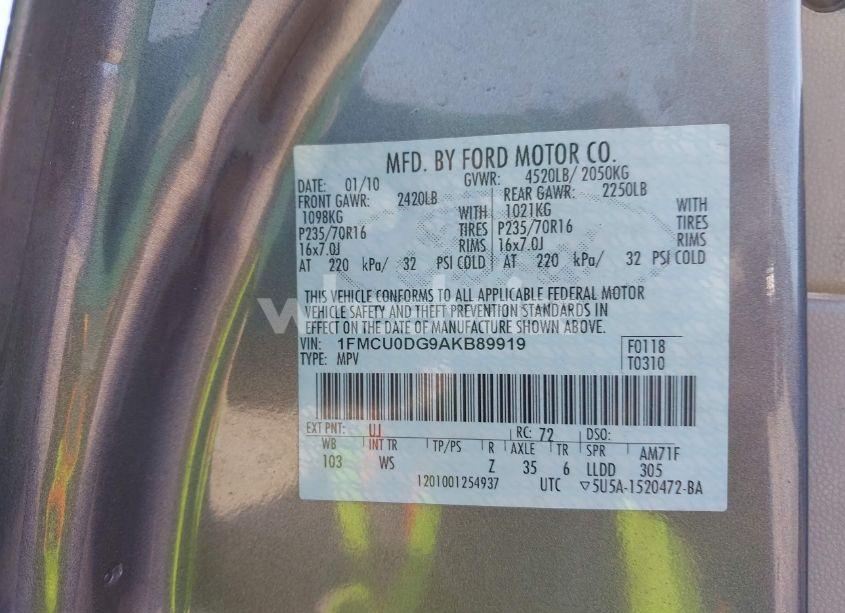 MFD. BY FORD MOTOR CO.
DATE: 01/10 GVWR: 4520LB/ 2050KG
FRONT GAWR: 2420LB REAR GAWR: 2250LB
1098KG WITH 1021KG WITH
P235/70R16 TIRES P235/70R16 TIRES
16x7.0J RIMS 16x7.0J RIMS
AT 220 kPa/ 32 PSI COLD AT 220 kPa/ 32 PSI COLD
THIS VEHICLE CONFORMS TO ALL APPLICABLE FEDERAL MOTOR
VEHICLE SAFETY AND THEFT PREVENTION STANDARDS IN
EFFECT ON THE DATE OF MANUFACTURE SHOWN ABOVE.
VIN: 1FMCU0DG9AKB89919 F0118
TYPE: MPV T0310
EXT PNT: UJ RC: 72 DSO:
WB INT TR TP/PS R AXLE TR SPR AM71F
103 WS Z 35 6 LLDD 305
1201001254937 UTC ▽5U5A-1520472-BA